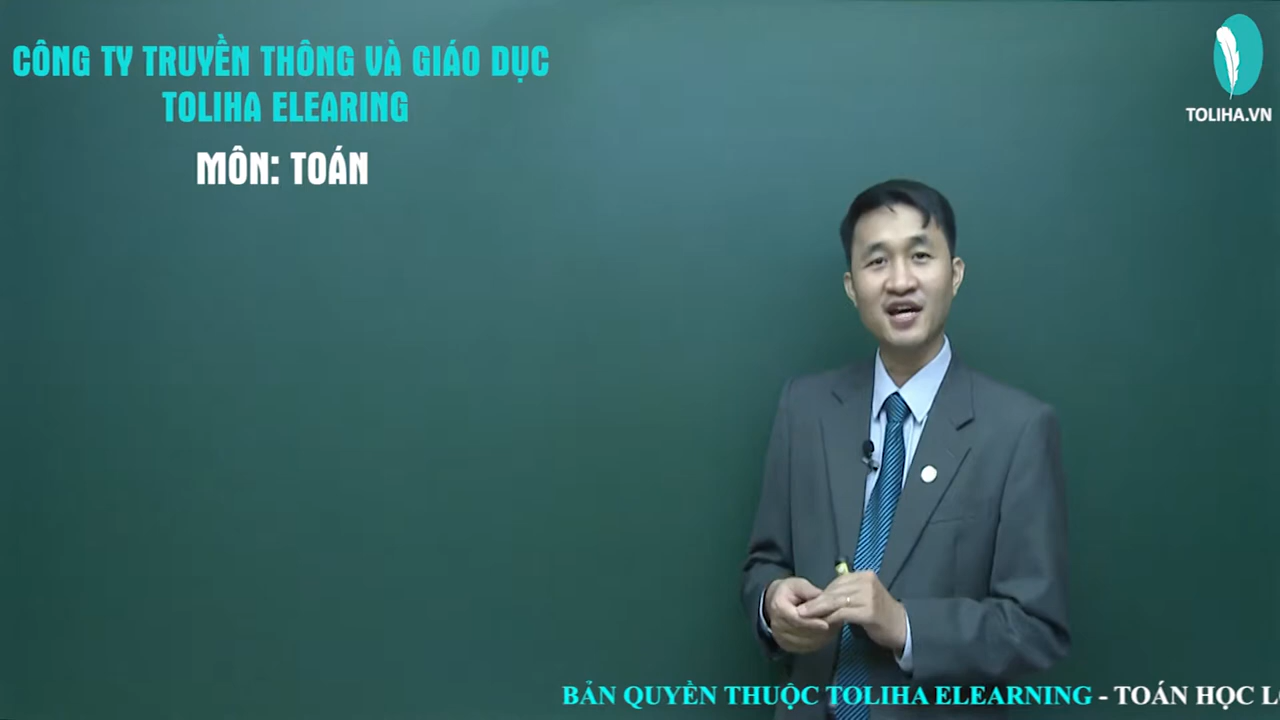 CÔNG TY TRUYỀN THÔNG VÀ GIÁO DỤC
TOLIHA ELEARING
MÔN: TOÁN
TOLIHA.VN
BẢN QUYỀN THUỘC TOLIHA ELEARNING - TOÁN HỌC